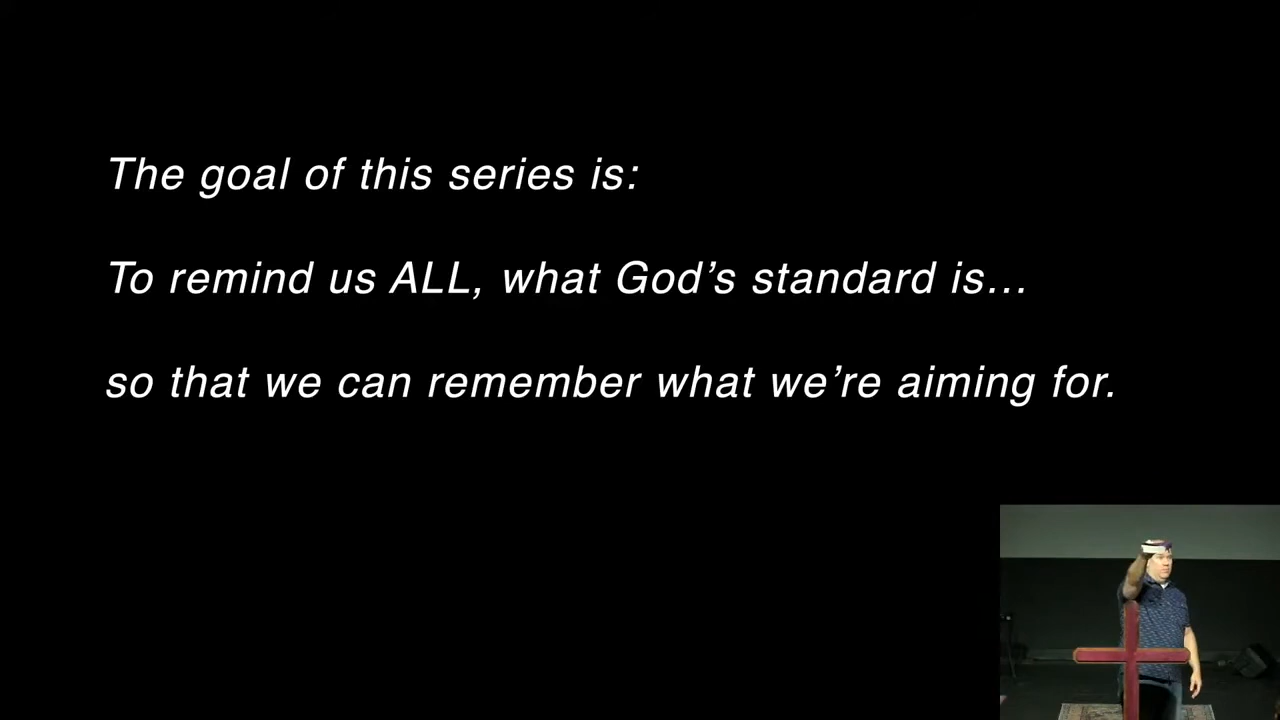 The goal of this series is:
To remind us ALL, what God’s standard is...
so that we can remember what we’re aiming for.